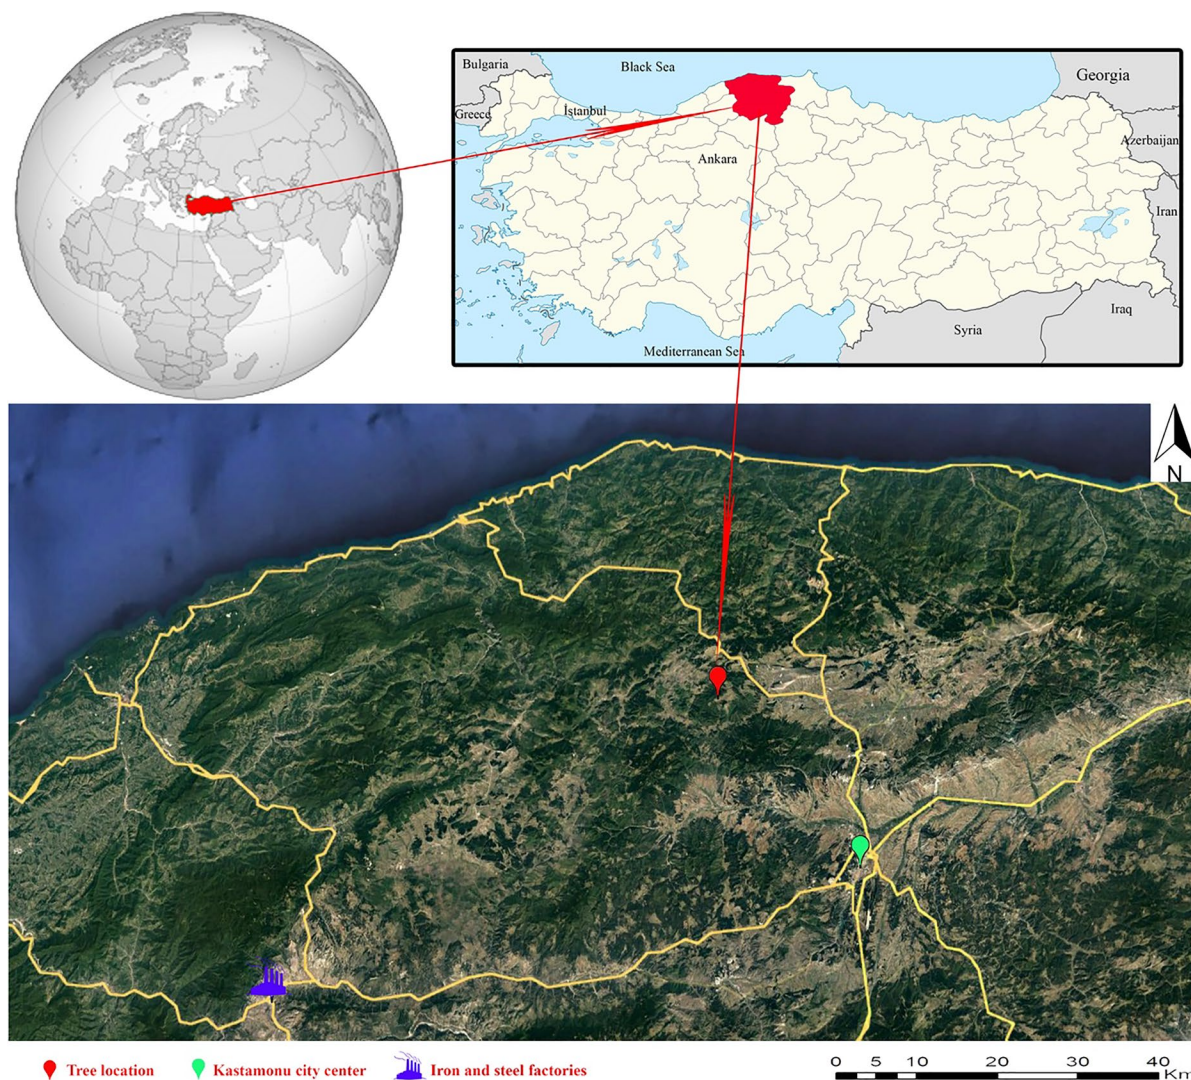 Bulgaria
Black Sea
Georgia
Greece
İstanbul
Azerbaijan
Ankara
Iran
Iraq
Syria
Mediterranean Sea
N
Tree location
Kastamonu city center
Iron and steel factories
0 5 10 20 30 40
Km